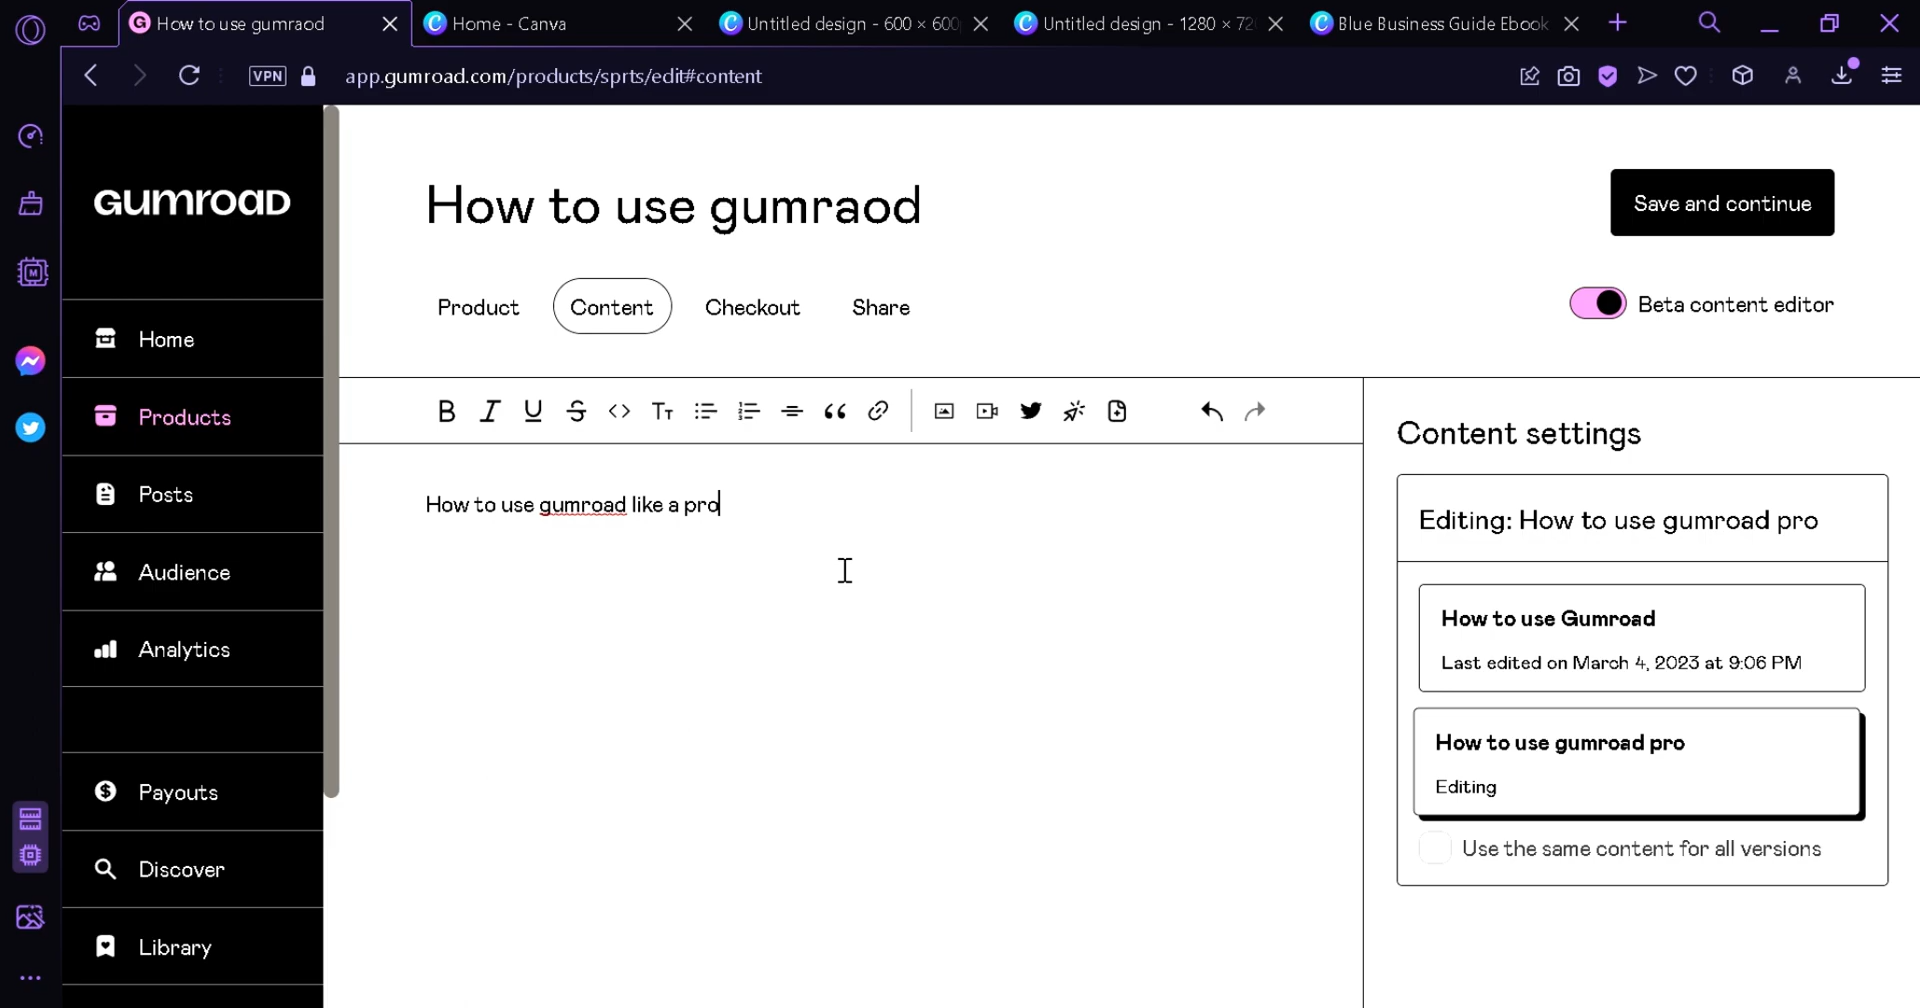 How to use gumraod
Home - Canva
Untitled design - 600 × 600
Untitled design - 1280 × 72
Blue Business Guide Ebook
VPN
app.gumroad.com/products/sprts/edit#content
GUMROAD
How to use gumraod
Save and continue
Product
Content
Checkout
Share
Beta content editor
Home
Products
Posts
Audience
Analytics
Payouts
Discover
Library
How to use gumroad like a pro
Content settings
Editing: How to use gumroad pro
How to use Gumroad
Last edited on March 4, 2023 at 9:06 PM
How to use gumroad pro
Editing
Use the same content for all versions